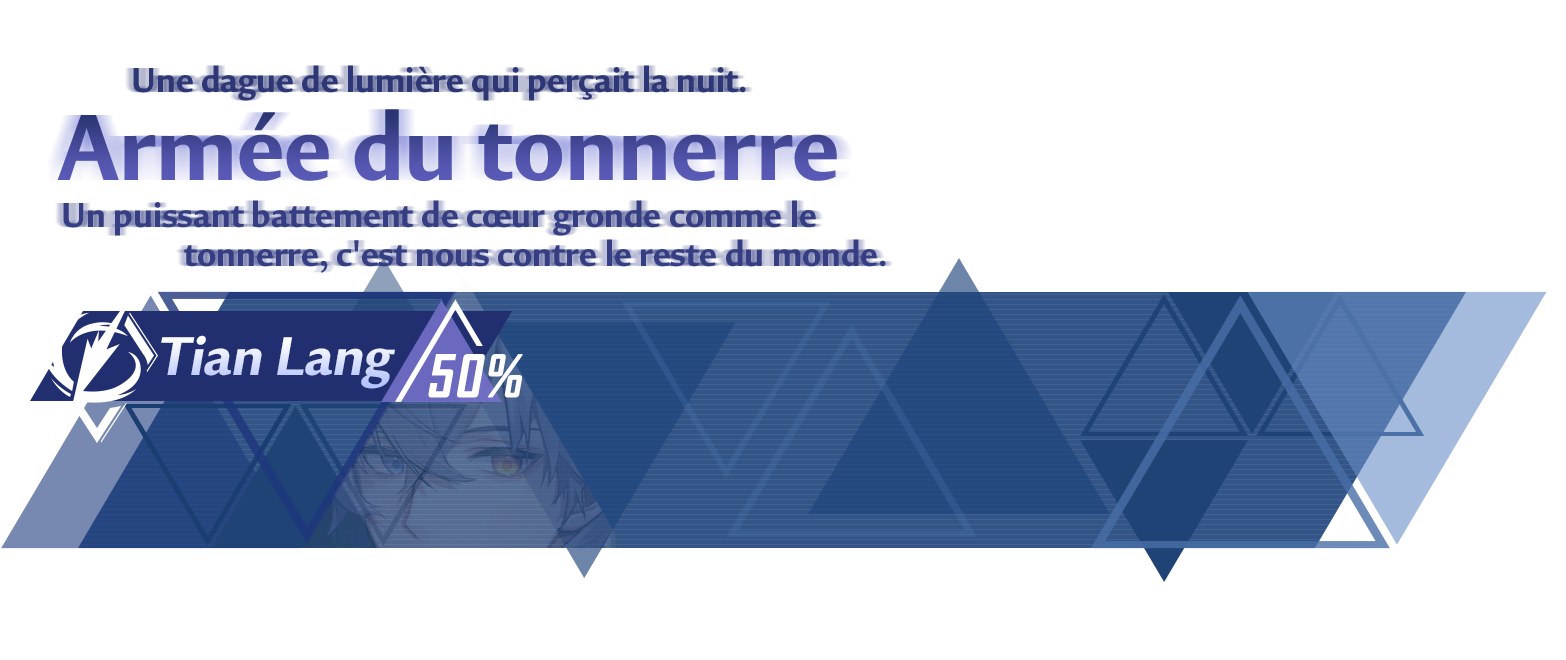 Une dague de lumière qui perçait la nuit.
Armée du tonnerre
Un puissant battement de cœur gronde comme le
tonnerre, c'est nous contre le reste du monde.
Tian Lang
50%